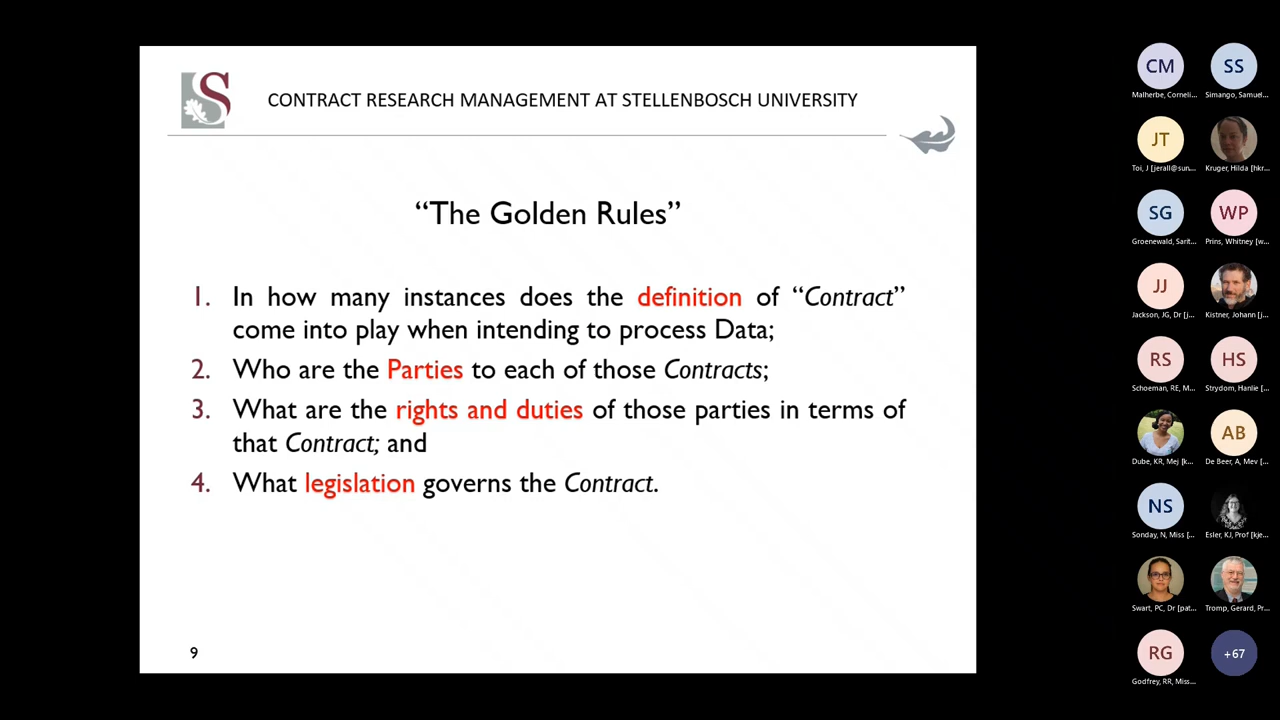 S
CONTRACT RESEARCH MANAGEMENT AT STELLENBOSCH UNIVERSITY
“The Golden Rules”
1. In how many instances does the definition of “Contract”
come into play when intending to process Data;
2. Who are the Parties to each of those Contracts;
3. What are the rights and duties of those parties in terms of
that Contract; and
4. What legislation governs the Contract.
9
CM SS
Malherbe, Corneli... Simango, Samuel...
JT
Toi, J [jerall@sun... Kruger, Hilda [hkr...
SG WP
Groenewald, Sarit... Prins, Whitney [w...
JJ
Jackson, JG, Dr [j... Kistner, Johann [j...
RS HS
Schoeman, RE, M... Strydom, Hanlie [...
AB
Dube, KR, Mej [k... De Beer, A, Mev [...
NS
Sonday, N, Miss [... Esler, KJ, Prof [kje...
Swart, PC, Dr [pat... Tromp, Gerard, Pr...
RG +67
Godfrey, RR, Miss...